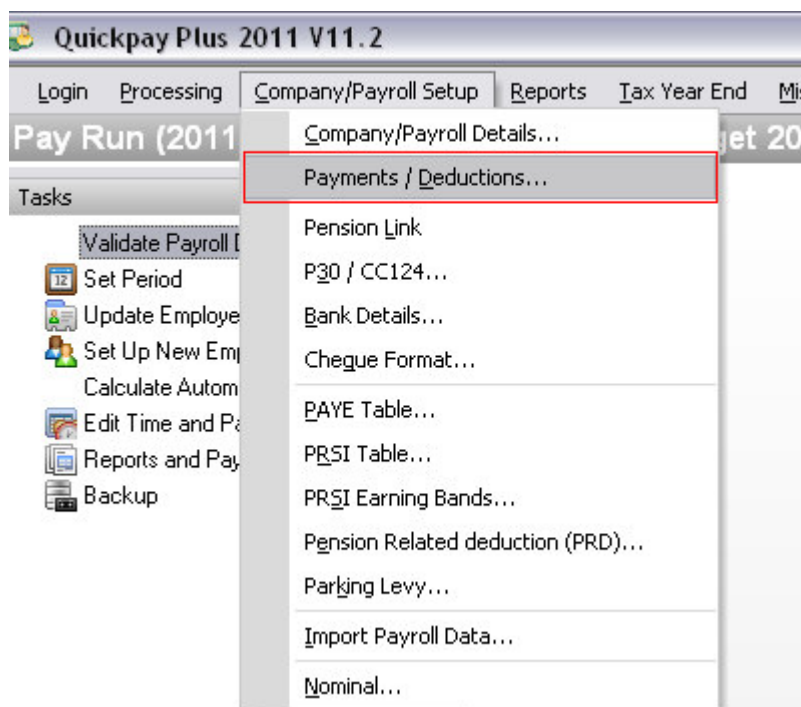 Quickpay Plus 2011 V11.2
Login Processing Company/Payroll Setup Reports Tax Year End
Pay Run (2011
Company/Payroll Details...
Payments / Deductions...
Tasks
Validate Payroll
Pension Link
Set Period
P30 / CC124...
Update Employe
Bank Details...
Set Up New Em
Cheque Format...
Calculate Autom
PAYE Table...
Edit Time and Pa
PRSI Table...
Reports and Pay
Backup
PRSI Earning Bands...
Pension Related deduction (PRD)...
Parking Levy...
Import Payroll Data...
Nominal...